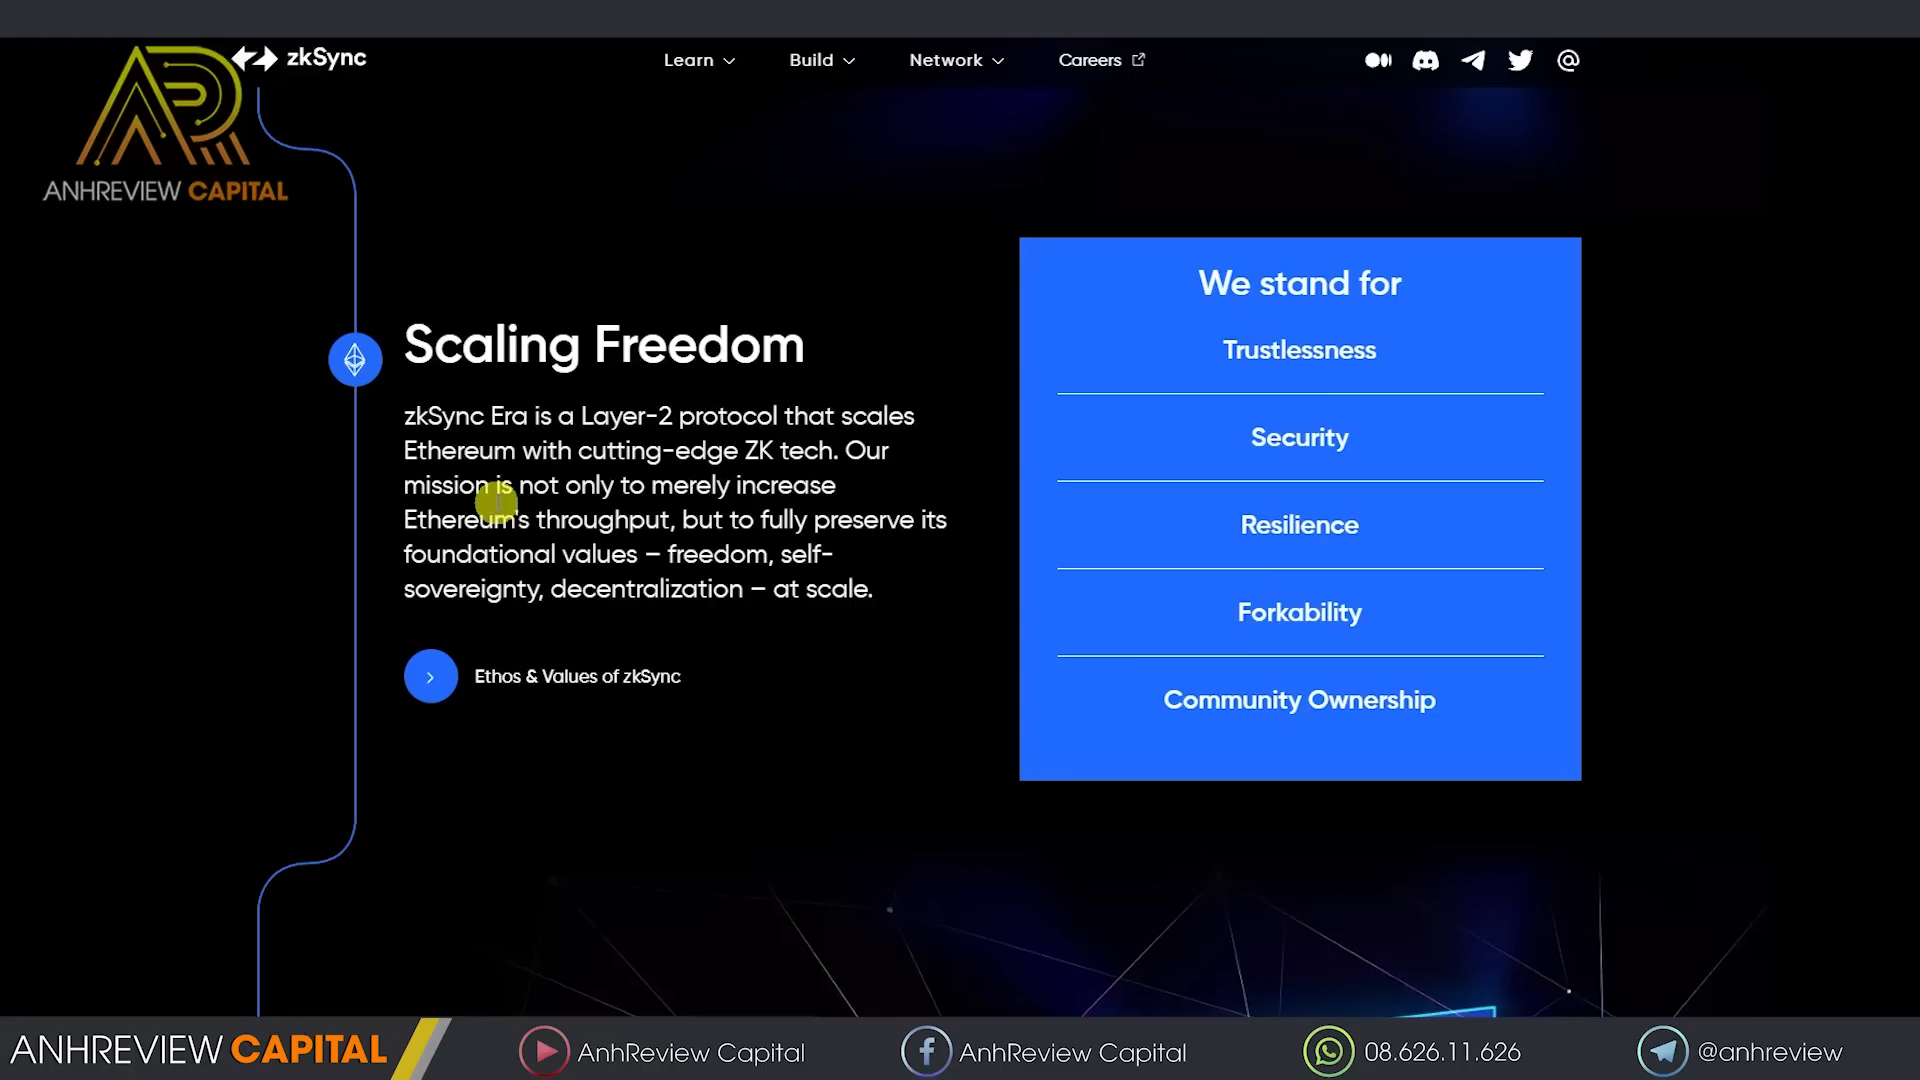 zkSync
Learn
Build
Network
Careers
ANHREVIEW CAPITAL
Scaling Freedom
zkSync Era is a Layer-2 protocol that scales
Ethereum with cutting-edge ZK tech. Our
mission is not only to merely increase
Ethereum's throughput, but to fully preserve its
foundational values – freedom, self-
sovereignty, decentralization – at scale.
Ethos & Values of zkSync
We stand for
Trustlessness
Security
Resilience
Forkability
Community Ownership
ANHREVIEW CAPITAL
AnhReview Capital
AnhReview Capital
08.626.11.626
@anhreview